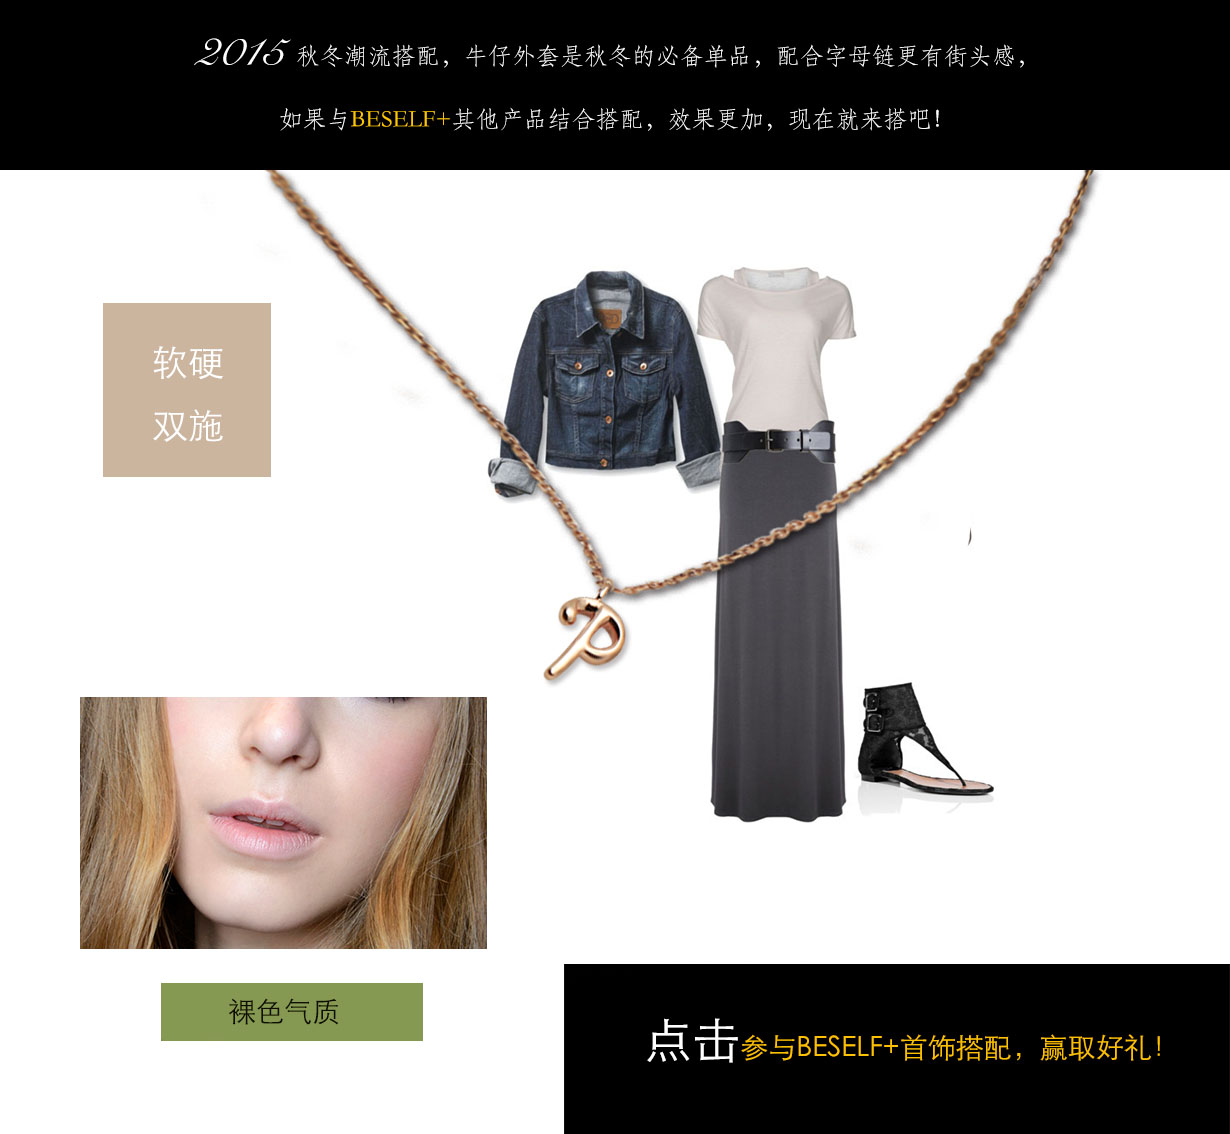 2015 秋冬潮流搭配，牛仔外套是秋冬的必备单品，配合字母链更有街头感，
如果与BESELF+其他产品结合搭配，效果更加，现在就来搭吧！
软硬
双施
P
裸色气质
点击参与BESELF+首饰搭配，赢取好礼！